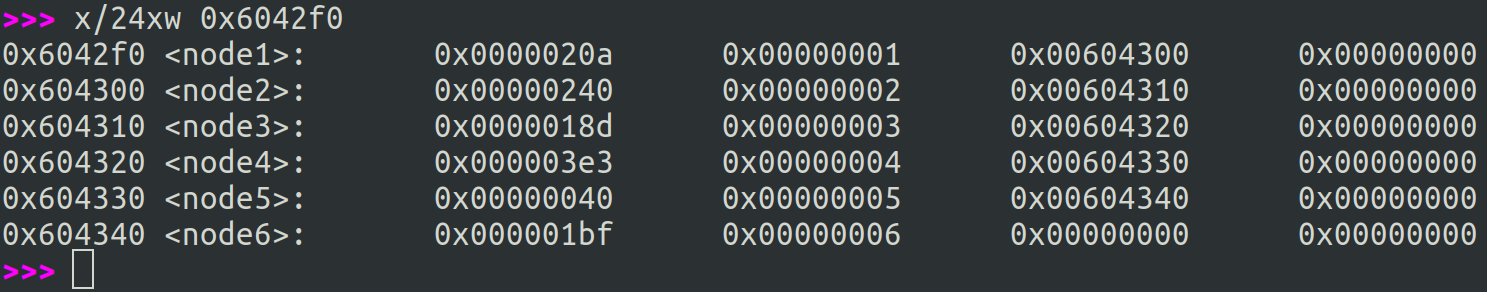 >>> x/24xw 0x6042f0
0x6042f0 <node1>: 0x0000020a 0x00000001 0x00604300 0x00000000
0x604300 <node2>: 0x00000240 0x00000002 0x00604310 0x00000000
0x604310 <node3>: 0x0000018d 0x00000003 0x00604320 0x00000000
0x604320 <node4>: 0x000003e3 0x00000004 0x00604330 0x00000000
0x604330 <node5>: 0x00000040 0x00000005 0x00604340 0x00000000
0x604340 <node6>: 0x000001bf 0x00000006 0x00000000 0x00000000
>>>